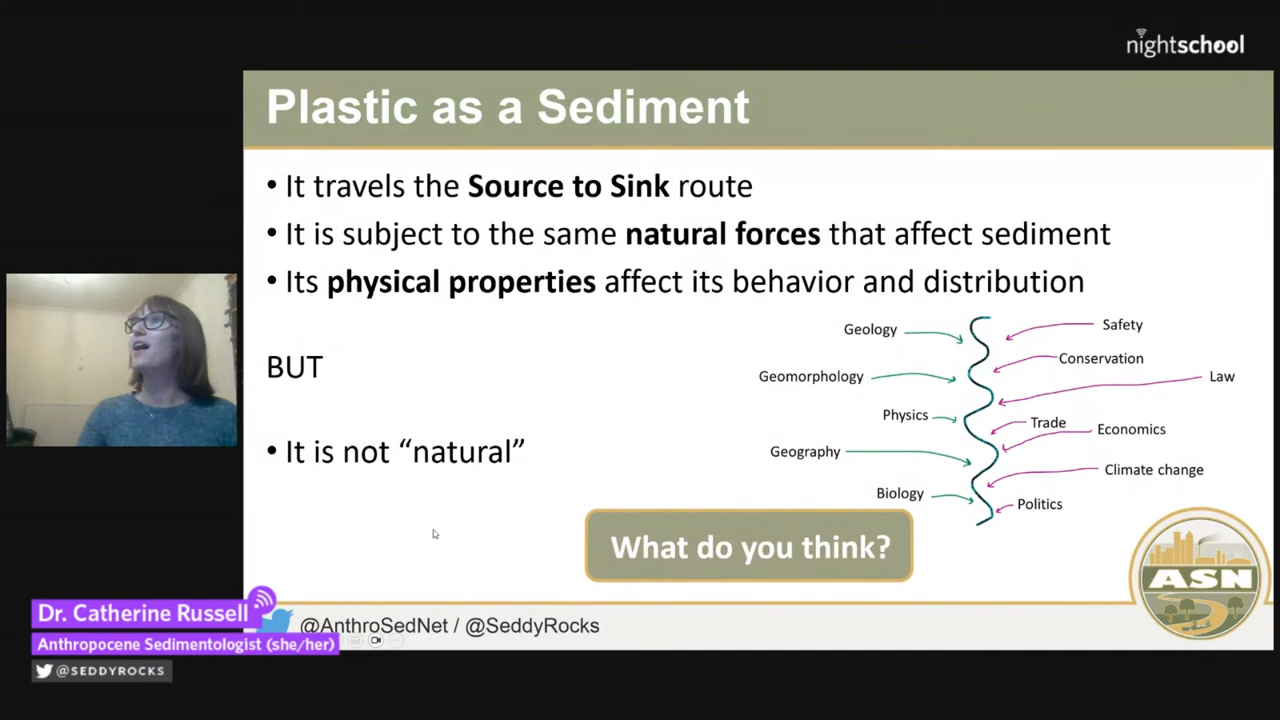 nightschool
Plastic as a Sediment
• It travels the Source to Sink route
• It is subject to the same natural forces that affect sediment
• Its physical properties affect its behavior and distribution
BUT
• It is not “natural”
Geology
Geomorphology
Physics
Geography
Biology
Safety
Conservation
Law
Trade
Economics
Climate change
Politics
What do you think?
ASN
Dr. Catherine Russell
Anthropocene Sedimentologist (she/her)
@SEDDYROCKS
@AnthroSedNet / @SeddyRocks